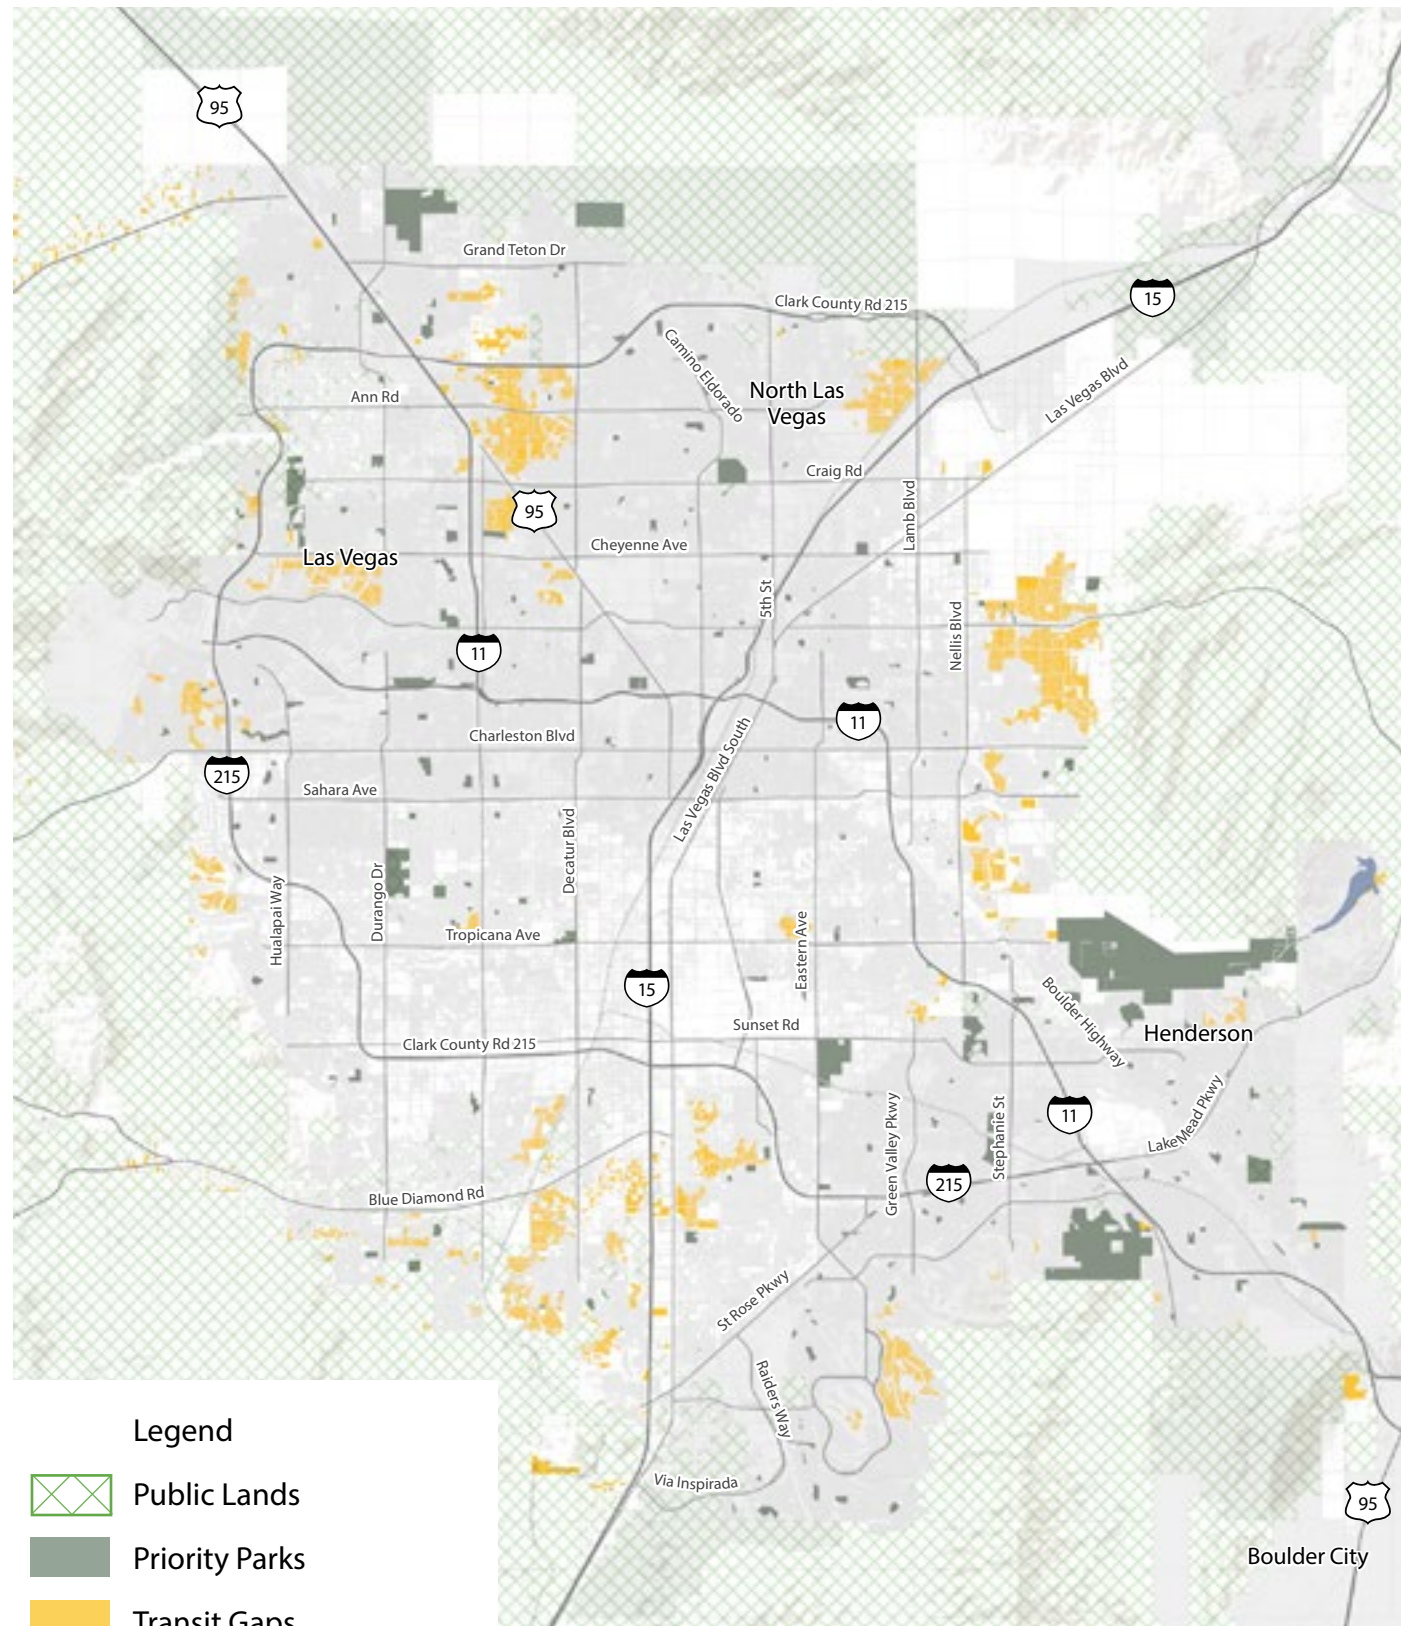 95
Grand Teton Dr
15
Clark County Rd 215
Camino Eldorado
Las Vegas Blvd
North Las
Vegas
Ann Rd
Craig Rd
Lamb Blvd
95
Cheyenne Ave
Las Vegas
5th St
Nellis Blvd
11
11
Charleston Blvd
Las Vegas Blvd South
215
Sahara Ave
Decatur Blvd
Durango Dr
Hualapai Way
Tropicana Ave
Eastern Ave
15
Boulder Highway
Sunset Rd
Henderson
Clark County Rd 215
11
Green Valley Pkwy
Stephanie St
LakeMead Pkwy
215
Blue Diamond Rd
St Rose Pkwy
Raiders Way
Via Inspirada
95
Boulder City
Legend
Public Lands
Priority Parks
Transit Gaps